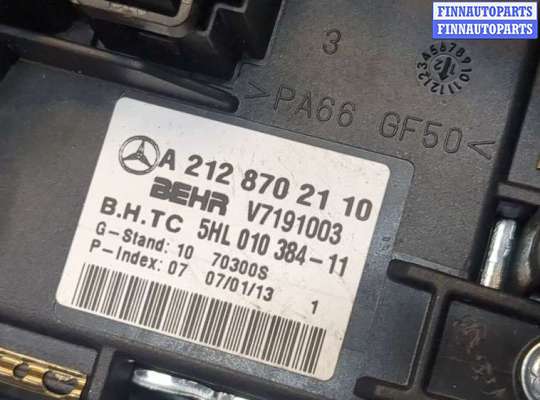 FINNAUTOPARTS
FINNAUTOPARTS
3
>PA66 GF50<
A 212 870 21 10
BEHR V7191003
B.H.TC 5HL 010 384-11
G-Stand: 10 70300S
P-Index: 07 07/01/13 1